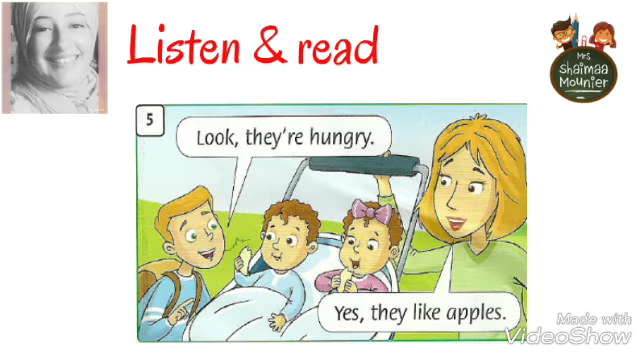 Listen & read
Mrs
Shaimaa
Mounier
5
Look, they're hungry.
Yes, they like apples.
Made with
VideoShow